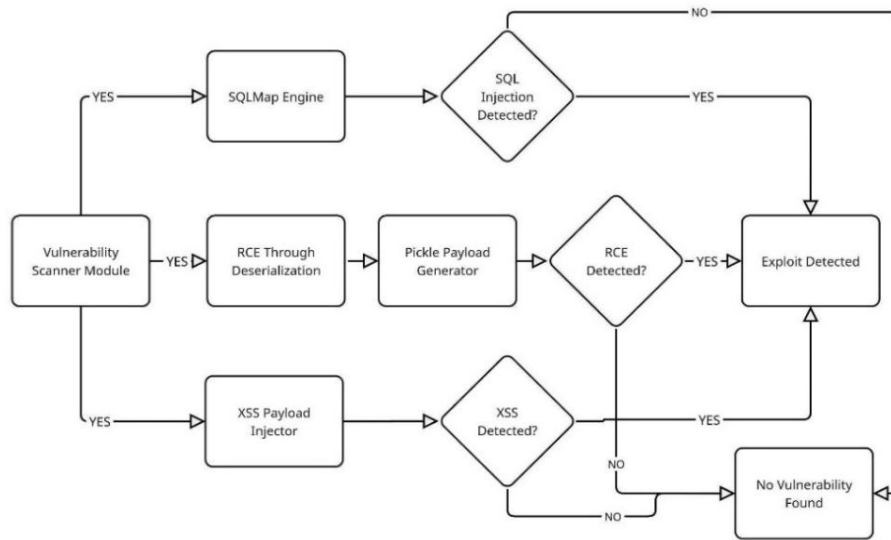 NO
SQLMap Engine
SQL
Injection
Detected?
YES
YES
Vulnerability
Scanner Module
YES
RCE Through
Deserialization
Pickle Payload
Generator
RCE
Detected?
YES
Exploit Detected
XSS Payload
Injector
XSS
Detected?
YES
YES
NO
No Vulnerability
Found
NO